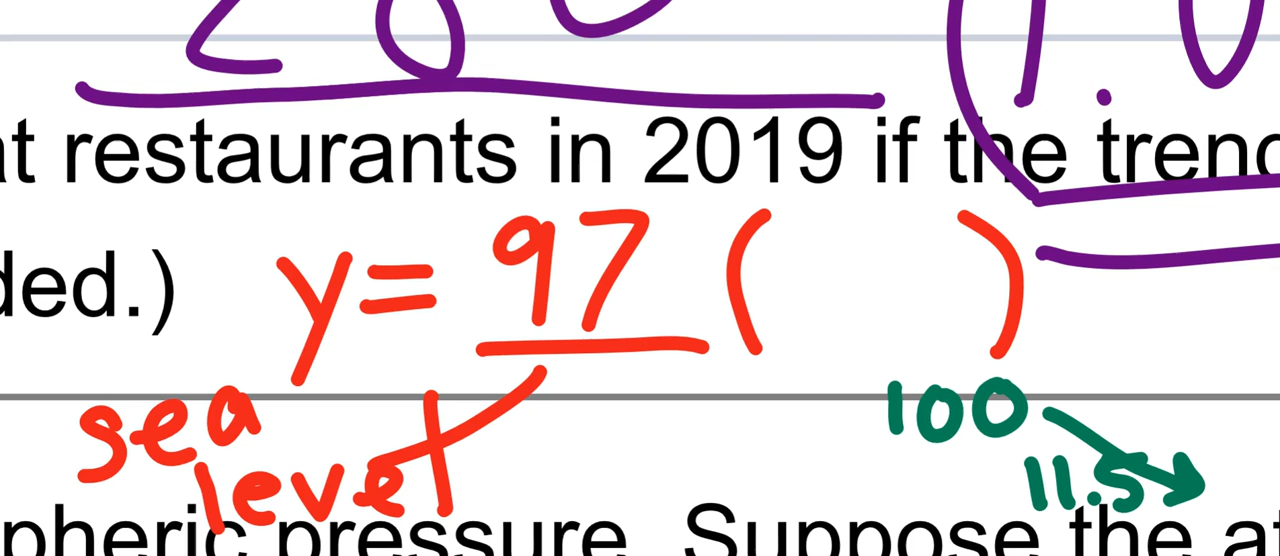 at restaurants in 2019 if the trend
ded.) y = 97 ( )
sea
level
100
11.5
pheric pressure. Suppose the at